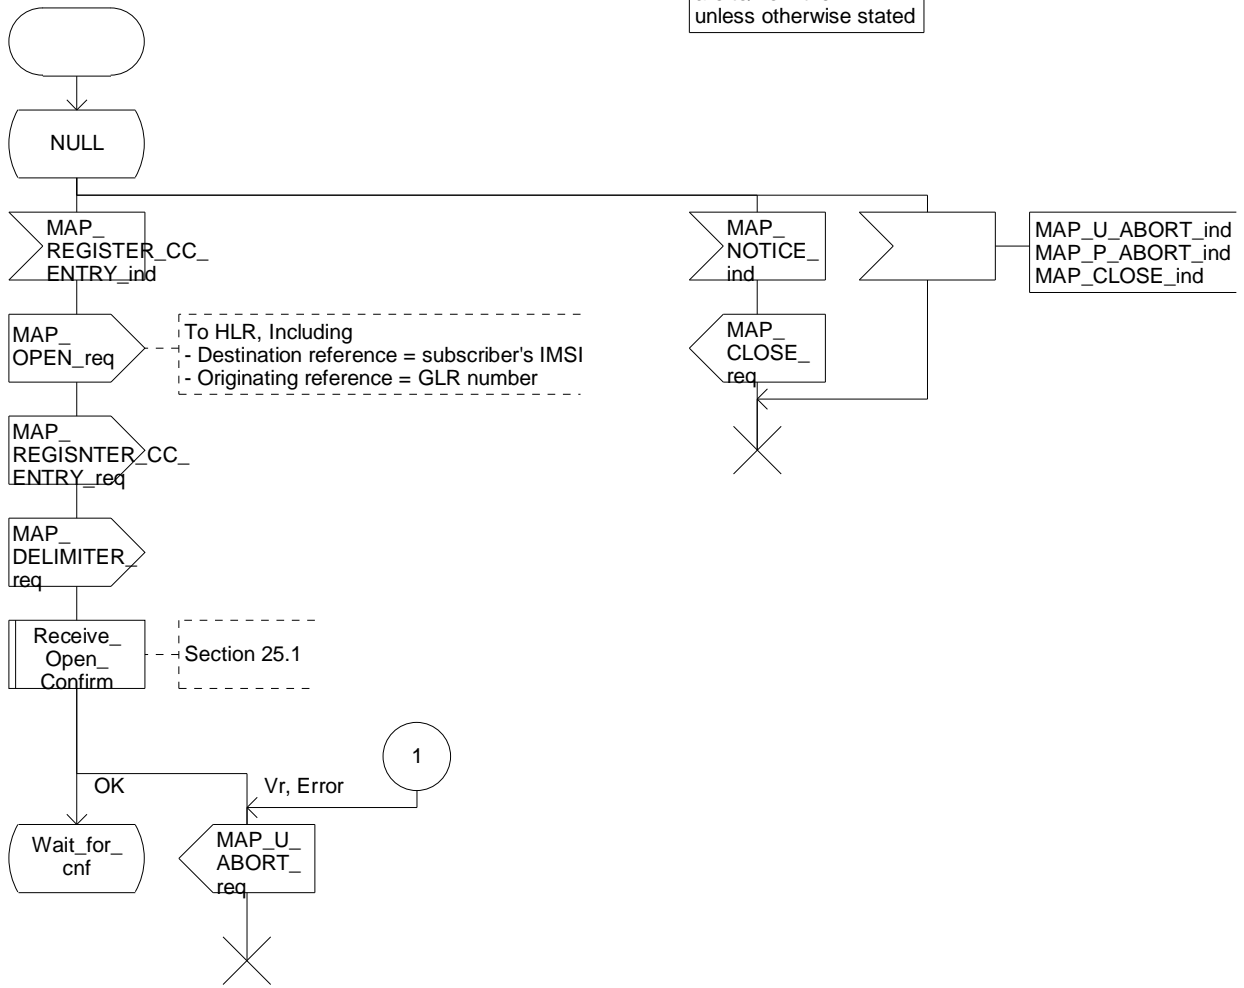 unless otherwise stated
NULL
MAP_
REGISTER_CC_
ENTRY_ind
MAP_
NOTICE_
ind
MAP_U_ABORT_ind
MAP_P_ABORT_ind
MAP_CLOSE_ind
MAP_
OPEN_req
To HLR, Including
- Destination reference = subscriber's IMSI
- Originating reference = GLR number
MAP_
CLOSE_
req
MAP_
REGISNTER_CC_
ENTRY_req
MAP_
DELIMITER_
req
Receive_
Open_
Confirm
Section 25.1
1
OK
Vr, Error
Wait_for_
cnf
MAP_U_
ABORT_
req